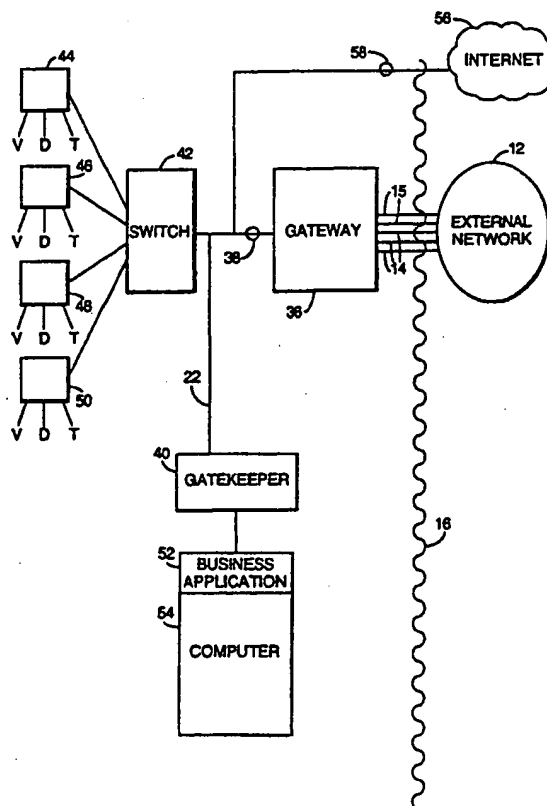 56
58
INTERNET
44
V D T
42
12
46
15
SWITCH
GATEWAY
EXTERNAL
NETWORK
V D T
38
14
48
36
V D T
50
22
V D T
40
GATEKEEPER
16
52
BUSINESS
APPLICATION
54
COMPUTER